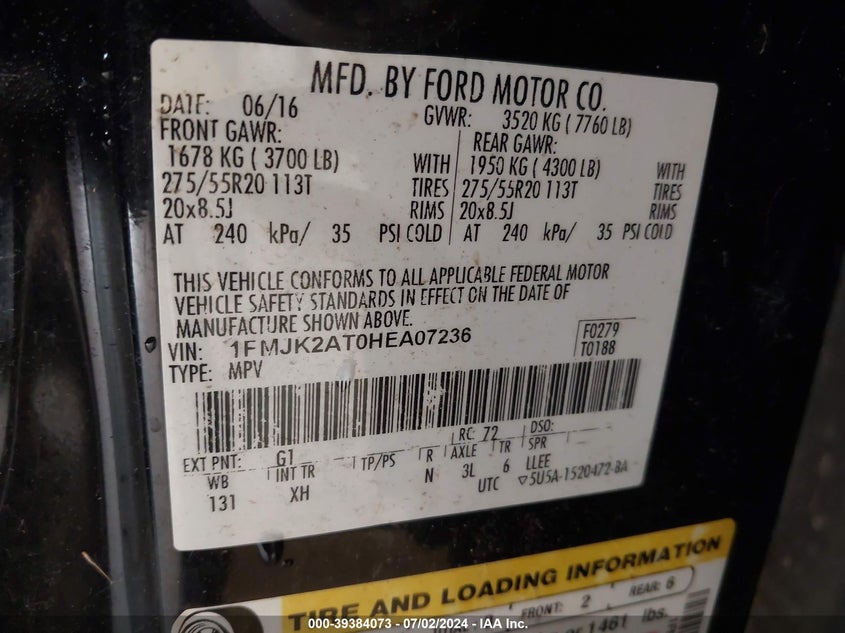 MFD. BY FORD MOTOR CO.
DATE: 06/16 GVWR: 3520 KG ( 7760 LB)
FRONT GAWR: REAR GAWR:
1678 KG ( 3700 LB) WITH 1950 KG ( 4300 LB) WITH
275/55R20 113T TIRES 275/55R20 113T TIRES
20x8.5J RIMS 20x8.5J RIMS
AT 240 kPa/ 35 PSI COLD AT 240 kPa/ 35 PSI COLD
THIS VEHICLE CONFORMS TO ALL APPLICABLE FEDERAL MOTOR
VEHICLE SAFETY STANDARDS IN EFFECT ON THE DATE OF
MANUFACTURE SHOWN ABOVE.
VIN: 1FMJK2AT0HEA07236 F0279
TYPE: MPV T0188
EXT PNT: G1 RC: 72 DSO:
WB INT TR TP/PS R AXLE TR SPR
131 XH N 3L 6 LLEE
UTC ▽5U5A-1520472-BA
TIRE AND LOADING INFORMATION
FRONT: 2 REAR: 6
1461 lbs.
000-39384073 - 07/02/2024 - IAA Inc.